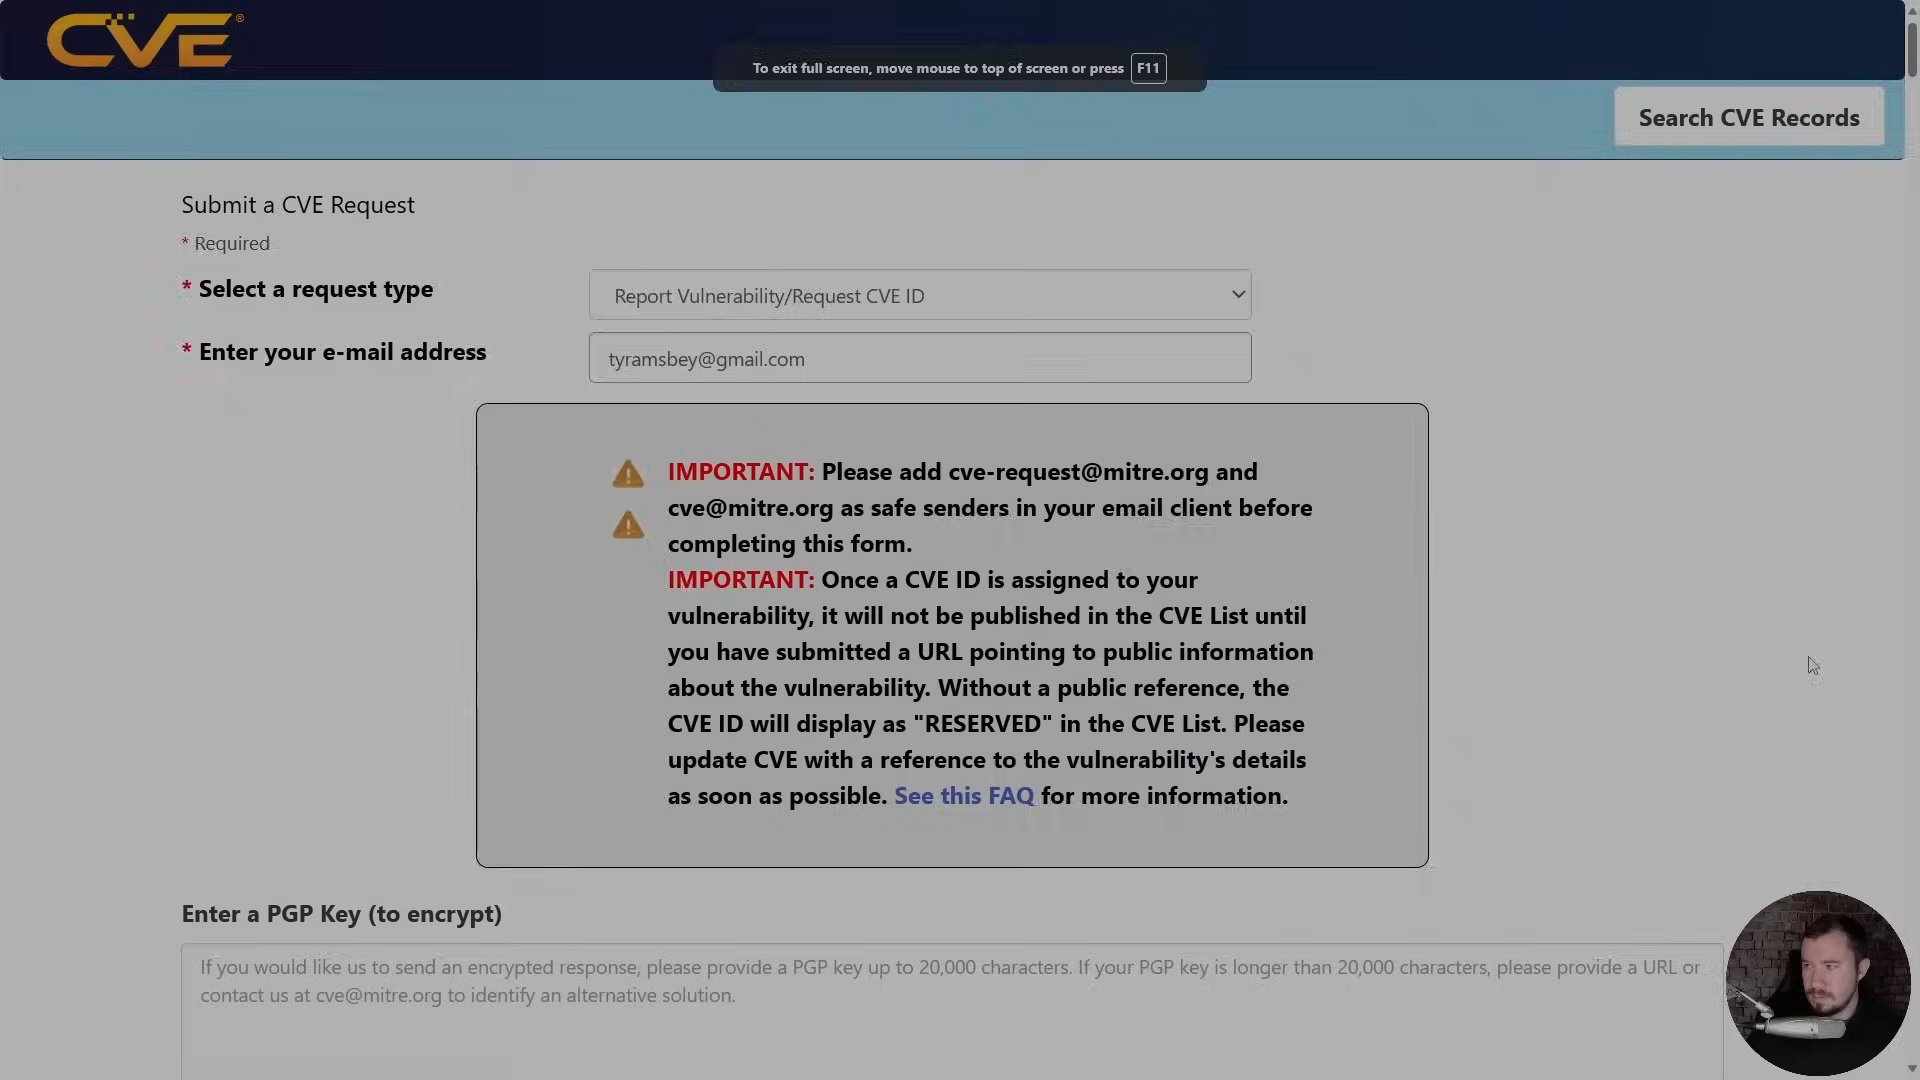 CVE®
To exit full screen, move mouse to top of screen or press F11
Search CVE Records
Submit a CVE Request
* Required
* Select a request type
Report Vulnerability/Request CVE ID
* Enter your e-mail address
tyramsbey@gmail.com
IMPORTANT: Please add cve-request@mitre.org and
cve@mitre.org as safe senders in your email client before
completing this form.
IMPORTANT: Once a CVE ID is assigned to your
vulnerability, it will not be published in the CVE List until
you have submitted a URL pointing to public information
about the vulnerability. Without a public reference, the
CVE ID will display as "RESERVED" in the CVE List. Please
update CVE with a reference to the vulnerability's details
as soon as possible. See this FAQ for more information.
Enter a PGP Key (to encrypt)
If you would like us to send an encrypted response, please provide a PGP key up to 20,000 characters. If your PGP key is longer than 20,000 characters, please provide a URL or
contact us at cve@mitre.org to identify an alternative solution.